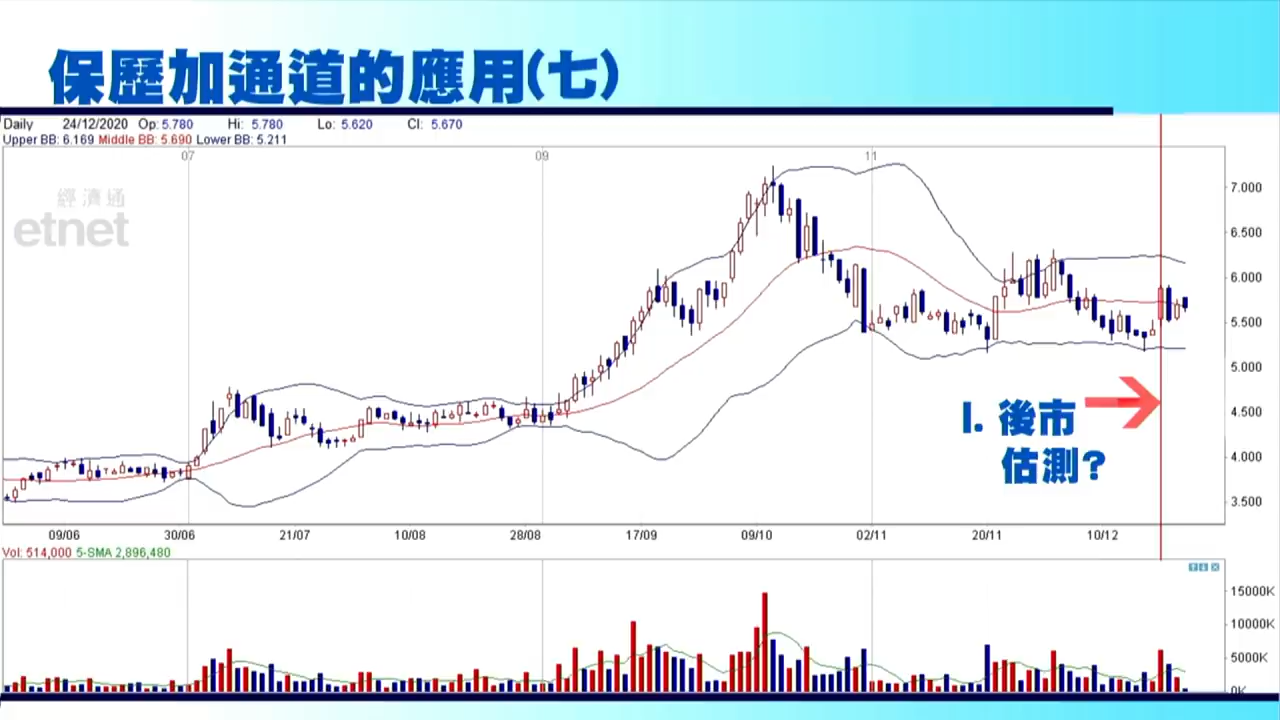 保歷加通道的應用(七)
Daily 24/12/2020 Op: 5.780 Hi: 5.780 Lo: 5.620 Cl: 5.670
Upper BB: 6.169 Middle BB: 5.690 Lower BB: 5.211
07 09 11
經濟通
etnet
7.000
6.500
6.000
5.500
5.000
4.500
4.000
3.500
I. 後市
估測?
09/06 30/06 21/07 10/08 28/08 17/09 09/10 02/11 20/11 10/12
Vol: 514,000 5-SMA 2,896,480
15000K
10000K
5000K
0K